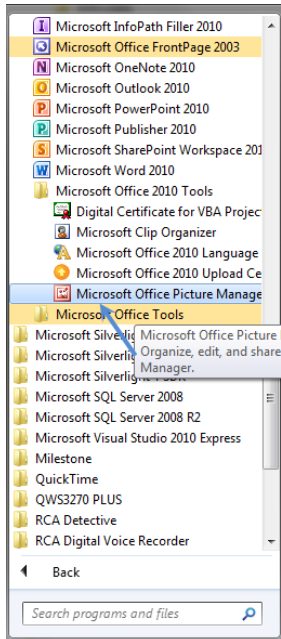 Microsoft InfoPath Filler 2010
Microsoft Office FrontPage 2003
Microsoft OneNote 2010
Microsoft Outlook 2010
Microsoft PowerPoint 2010
Microsoft Publisher 2010
Microsoft SharePoint Workspace 201
Microsoft Word 2010
Microsoft Office 2010 Tools
Digital Certificate for VBA Projec
Microsoft Clip Organizer
Microsoft Office 2010 Language
Microsoft Office 2010 Upload Ce
Microsoft Office Picture Manage
Microsoft Office Tools
Microsoft Silverlig
Microsoft Office Picture
Microsoft Silverlig
Organize, edit, and share
Microsoft Silverlight
Manager.
Microsoft SQL Server 2008
Microsoft SQL Server 2008 R2
Microsoft Visual Studio 2010 Express
Milestone
QuickTime
QWS3270 PLUS
RCA Detective
RCA Digital Voice Recorder
Back
Search programs and files